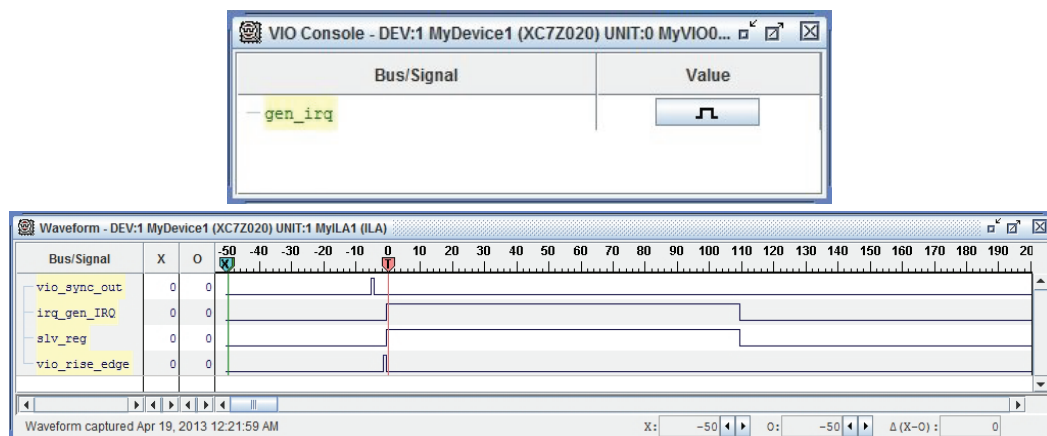 VIO Console - DEV:1 MyDevice1 (XC7Z020) UNIT:0 MyVIO0...
Bus/Signal Value
gen_irq
Waveform - DEV:1 MyDevice1 (XC7Z020) UNIT:1 MyILA1 (ILA)
Bus/Signal X O -50 -40 -30 -20 -10 0 10 20 30 40 50 60 70 80 90 100 110 120 130 140 150 160 170 180 190 20
X T
vio_sync_out 0 0
irq_gen_IRQ 0 0
slv_reg 0 0
vio_rise_edge 0 0
Waveform captured Apr 19, 2013 12:21:59 AM X: -50 O: -50 Δ(X-O): 0